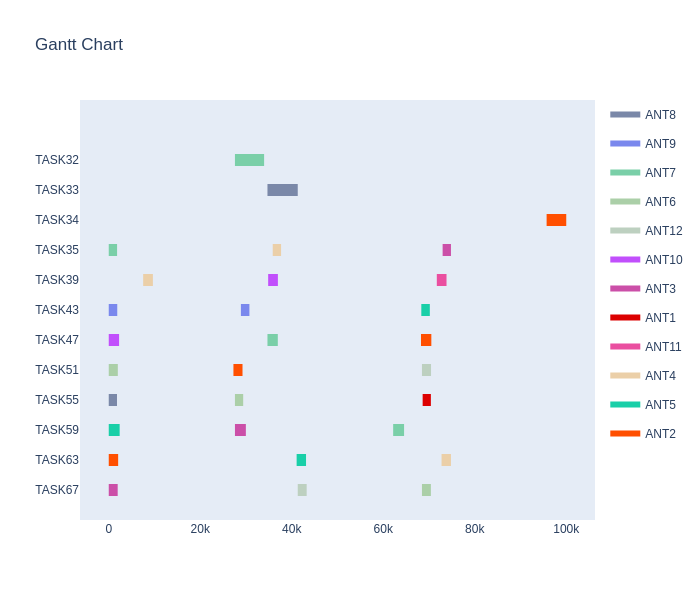 Gantt Chart
TASK32
TASK33
TASK34
TASK35
TASK39
TASK43
TASK47
TASK51
TASK55
TASK59
TASK63
TASK67
0 20k 40k 60k 80k 100k
ANT8
ANT9
ANT7
ANT6
ANT12
ANT10
ANT3
ANT1
ANT11
ANT4
ANT5
ANT2